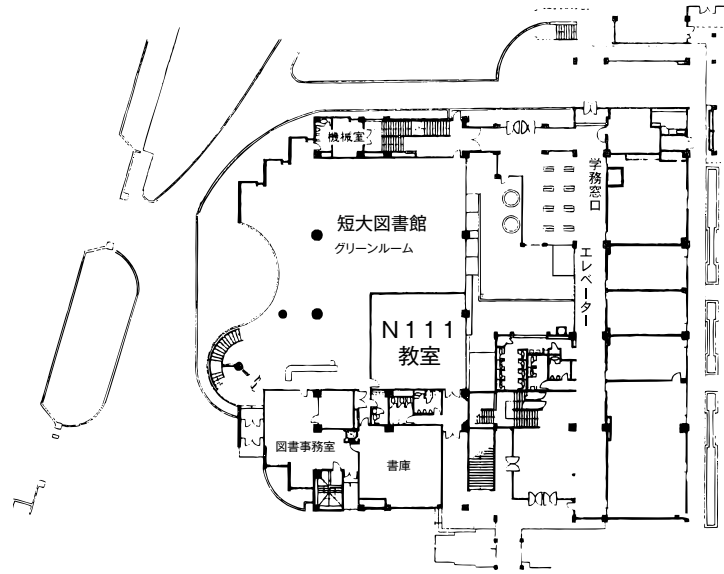 機械室
学務窓口
短大図書館
グリーンルーム
エレベーター
N111
教室
図書事務室
書庫